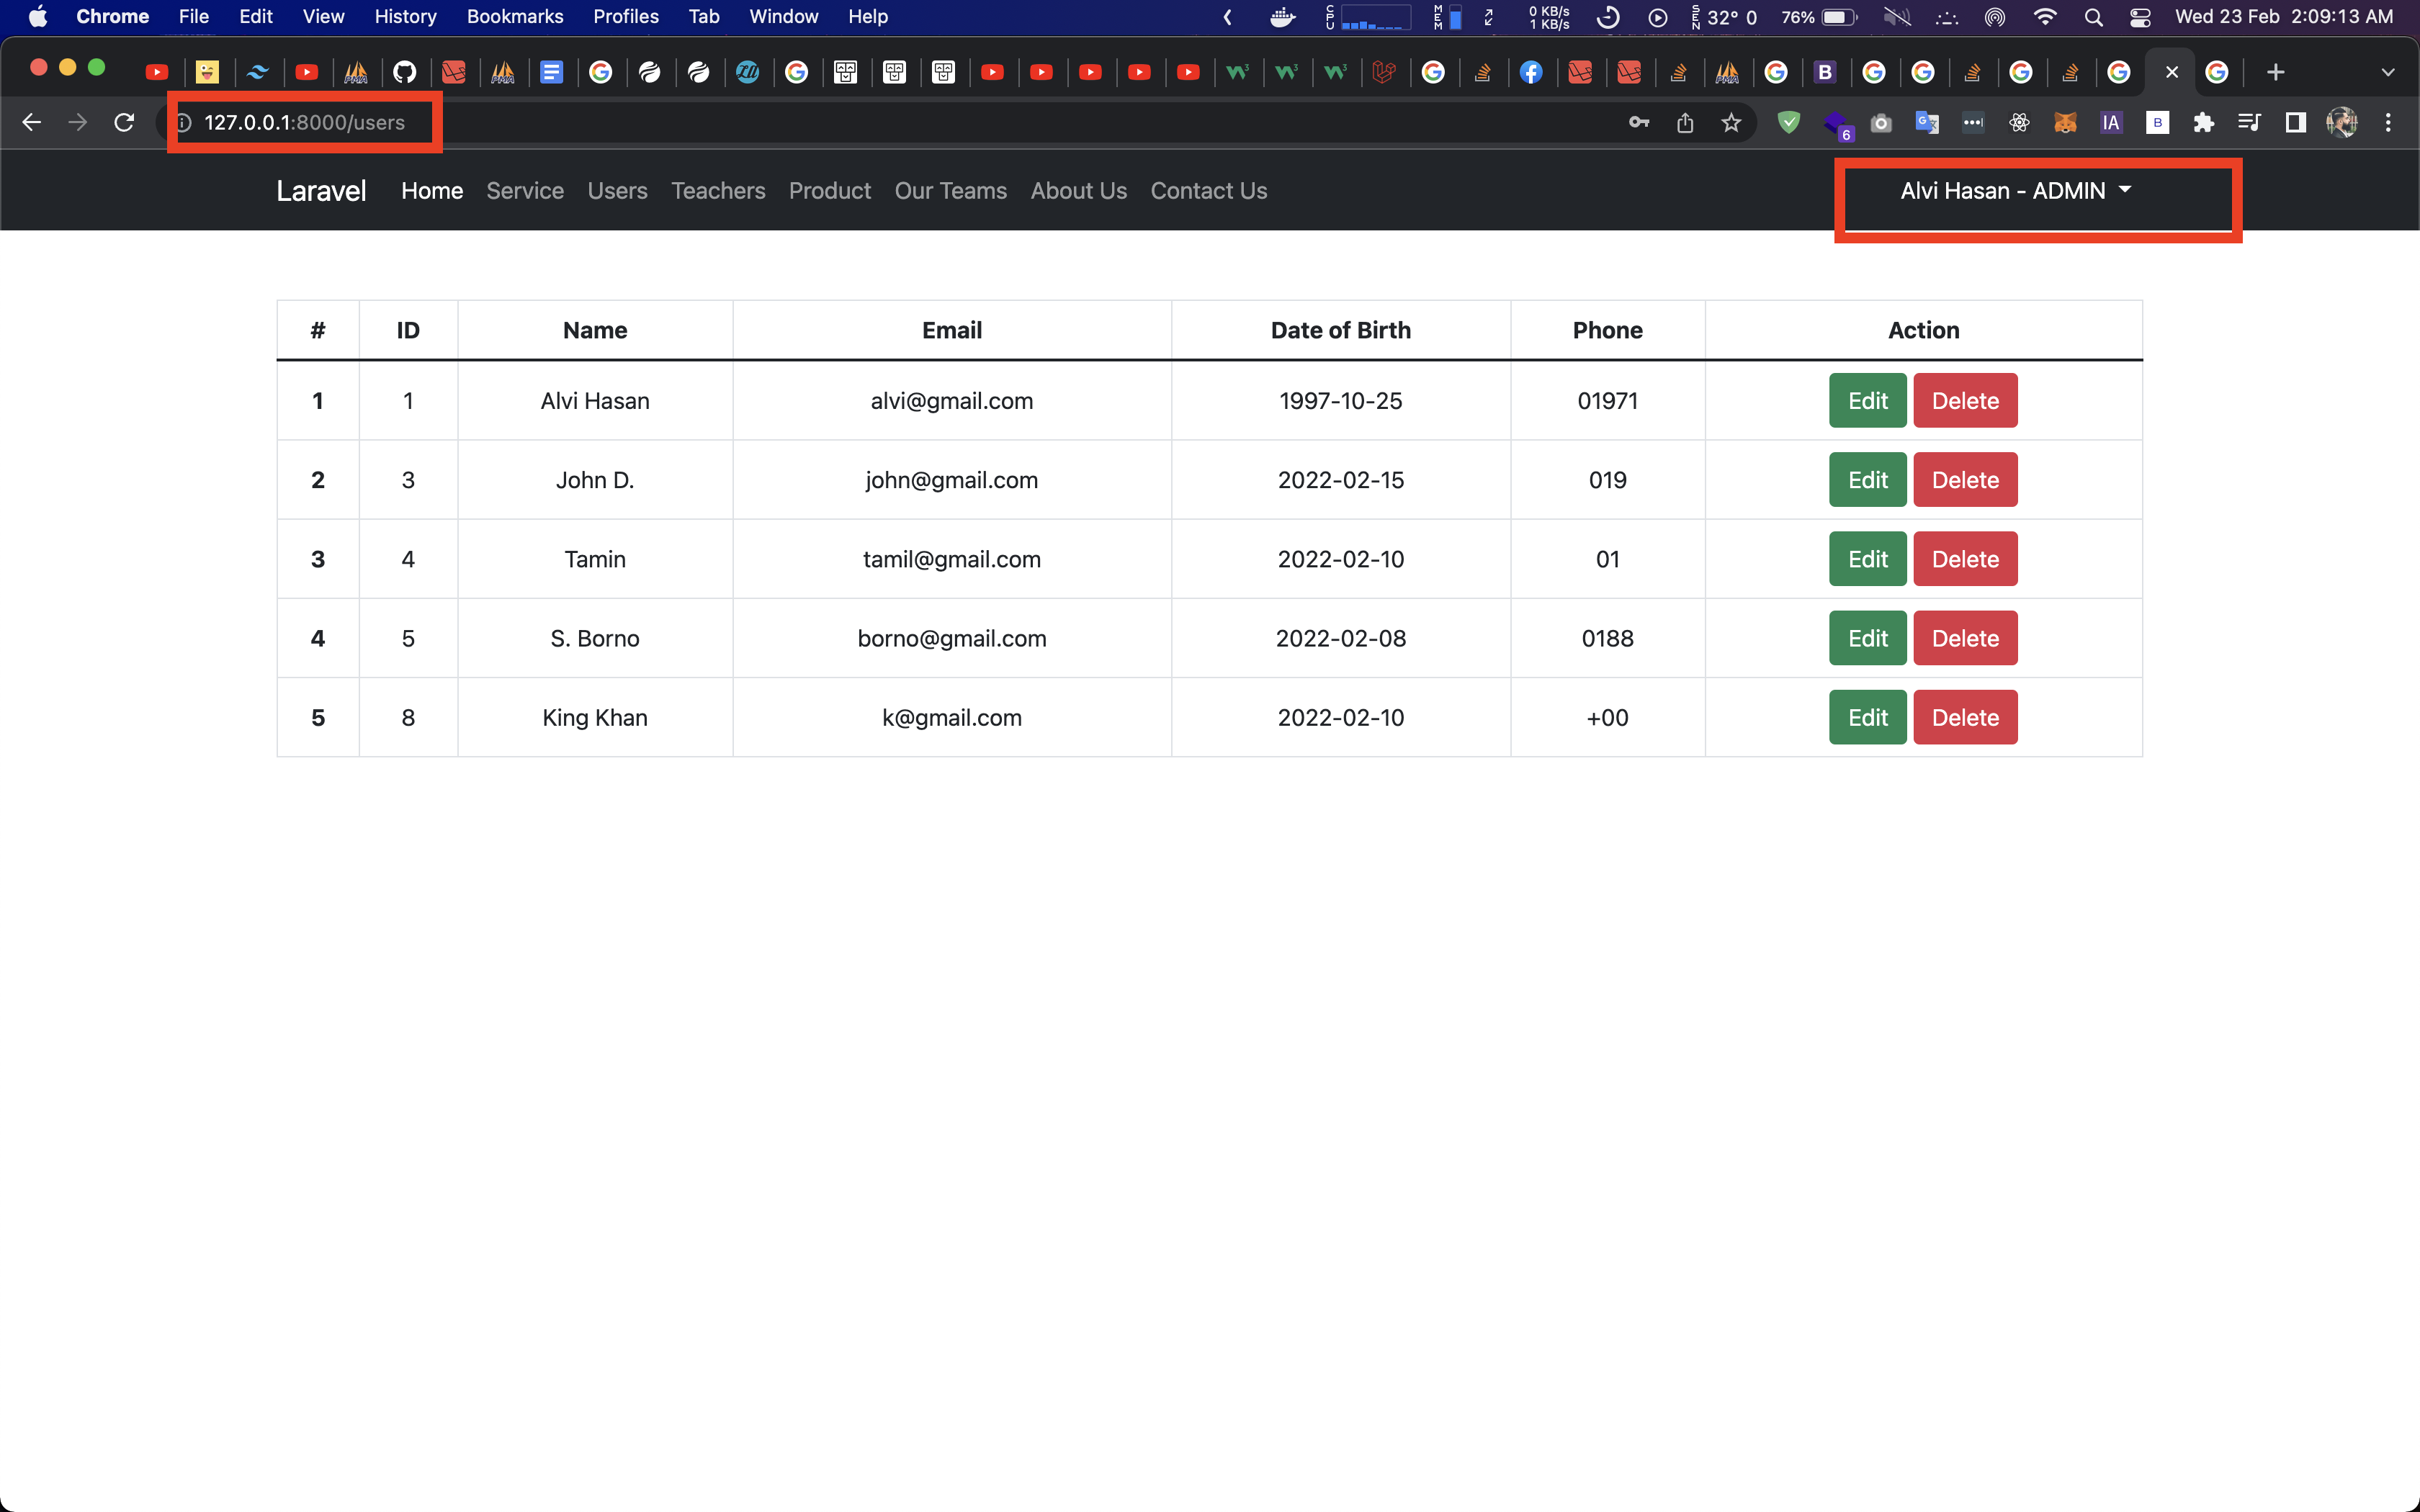 Chrome File Edit View History Bookmarks Profiles Tab Window Help CPU MEM 0 KB/s 1 KB/s SEN 32° 0 76% Wed 23 Feb 2:09:13 AM
127.0.0.1:8000/users 6 IA B
Laravel Home Service Users Teachers Product Our Teams About Us Contact Us Alvi Hasan - ADMIN
# ID Name Email Date of Birth Phone Action
1 1 Alvi Hasan alvi@gmail.com 1997-10-25 01971 Edit Delete
2 3 John D. john@gmail.com 2022-02-15 019 Edit Delete
3 4 Tamin tamil@gmail.com 2022-02-10 01 Edit Delete
4 5 S. Borno borno@gmail.com 2022-02-08 0188 Edit Delete
5 8 King Khan k@gmail.com 2022-02-10 +00 Edit Delete